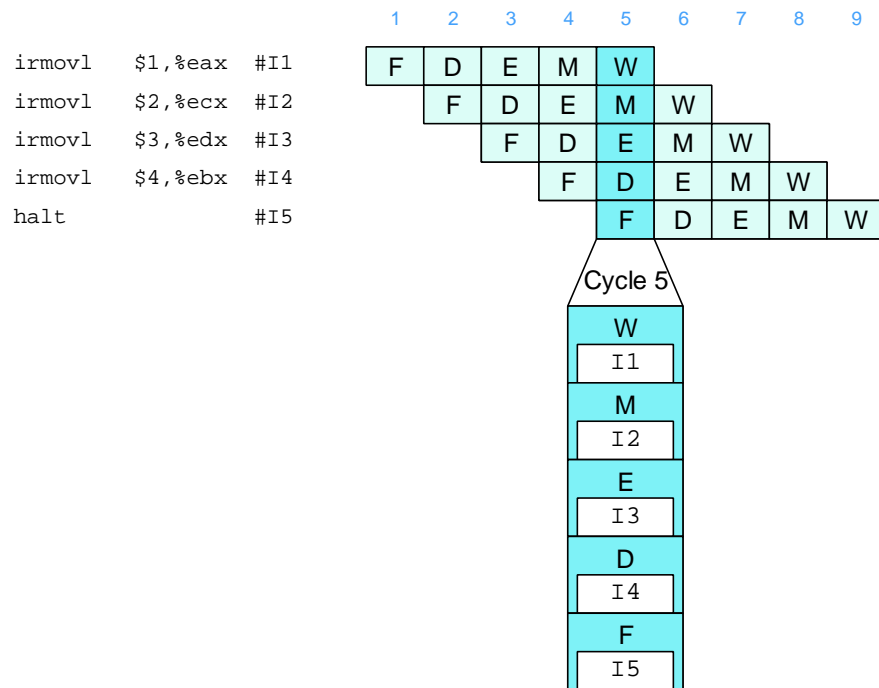 1 2 3 4 5 6 7 8 9
irmovl $1,%eax #I1 F D E M W
irmovl $2,%ecx #I2 F D E M W
irmovl $3,%edx #I3 F D E M W
irmovl $4,%ebx #I4 F D E M W
halt #I5 F D E M W
Cycle 5
W
I1
M
I2
E
I3
D
I4
F
I5